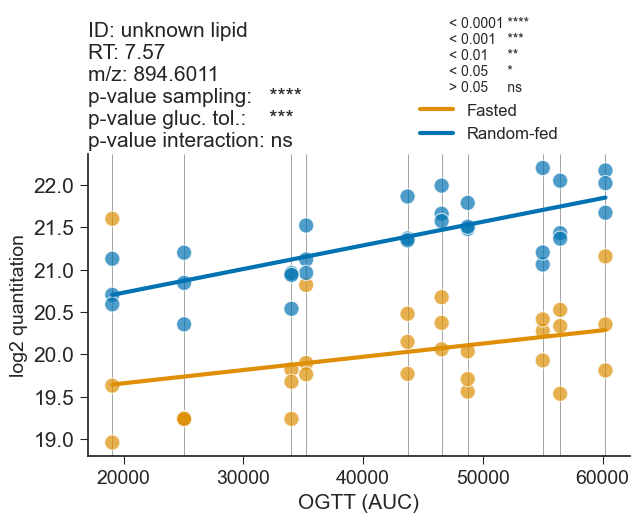 ID: unknown lipid
RT: 7.57
m/z: 894.6011
p-value sampling: ****
p-value gluc. tol.: ***
p-value interaction: ns
< 0.0001 ****
< 0.001 ***
< 0.01 **
< 0.05 *
> 0.05 ns
Fasted
Random-fed
log2 quantitation
22.0
21.5
21.0
20.5
20.0
19.5
19.0
20000 30000 40000 50000 60000
OGTT (AUC)